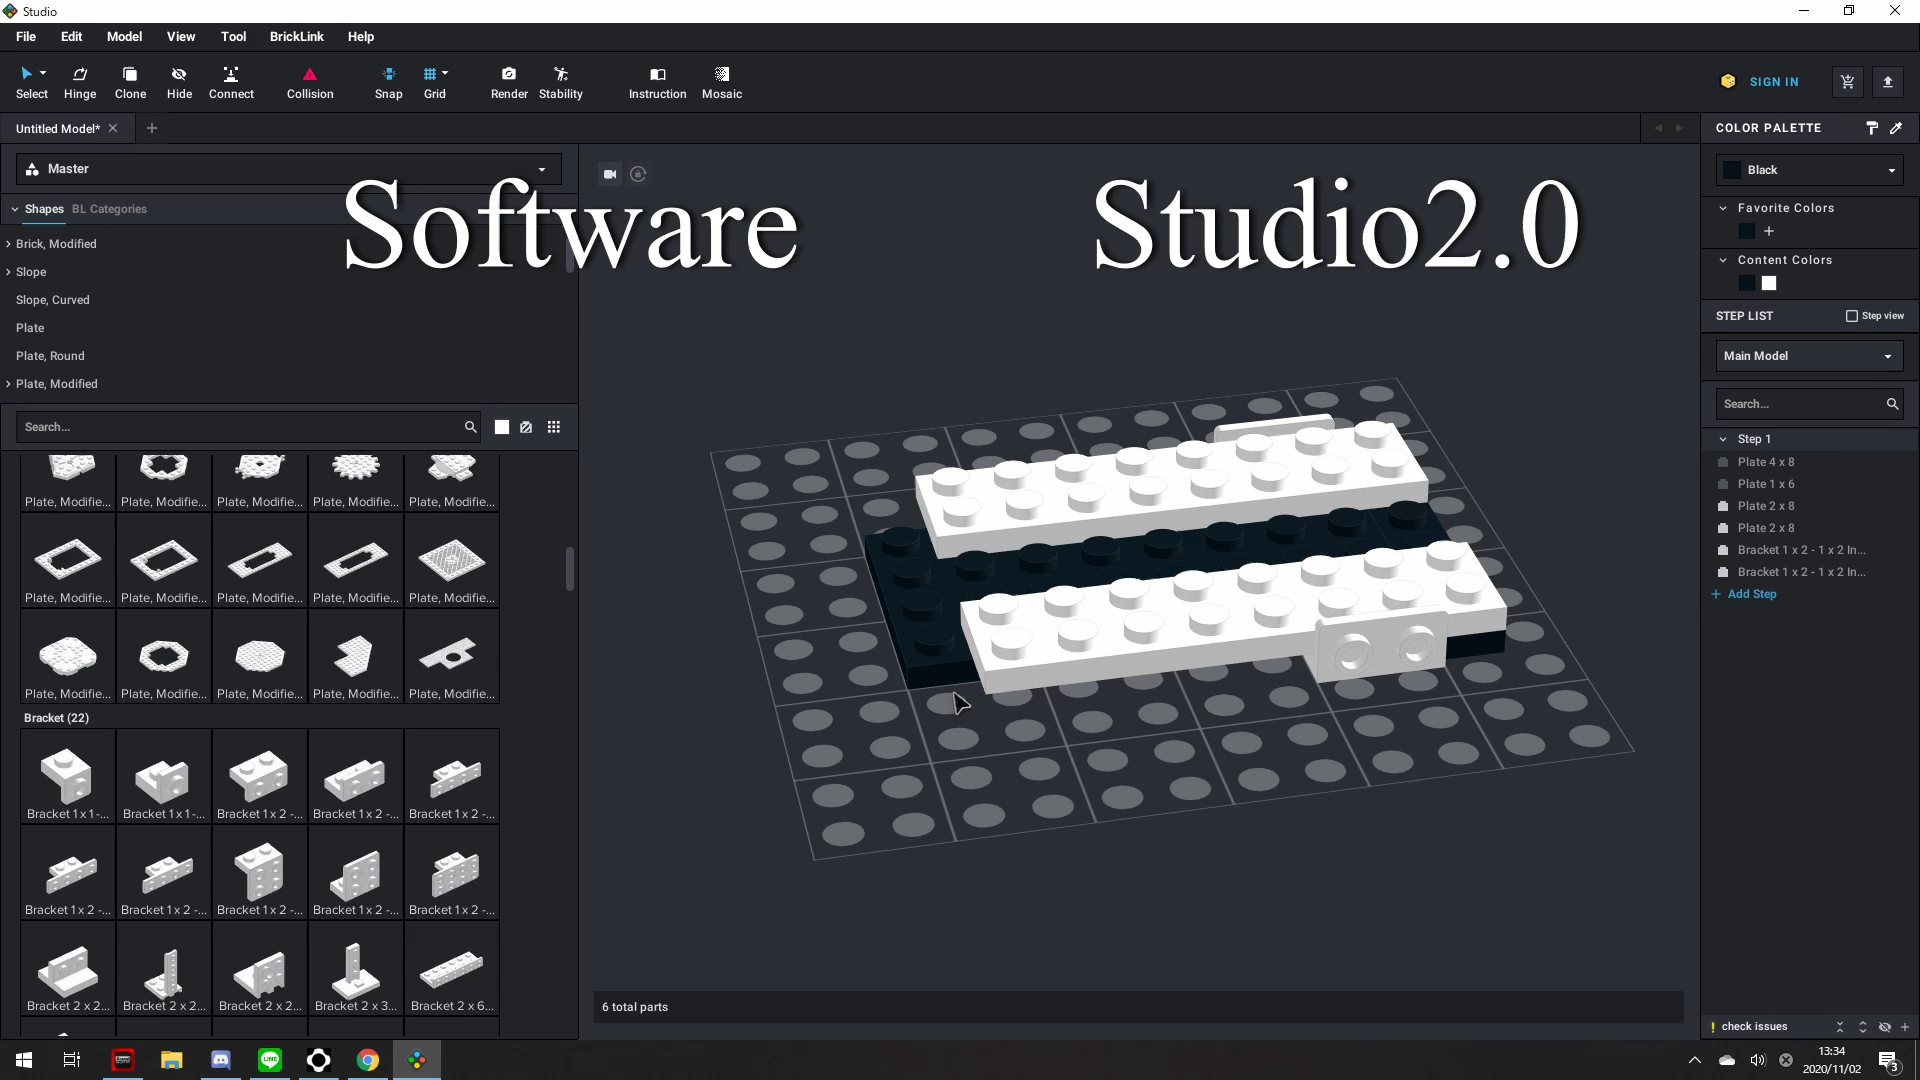 Studio
File Edit Model View Tool BrickLink Help
Select Hinge Clone Hide Connect Collision Snap Grid Render Stability Instruction Mosaic
SIGN IN
Untitled Model*
Master
Shapes BL Categories
Brick, Modified
Slope
Slope, Curved
Plate
Plate, Round
Plate, Modified
Search...
Plate, Modifie... Plate, Modifie... Plate, Modifie... Plate, Modifie... Plate, Modifie...
Plate, Modifie... Plate, Modifie... Plate, Modifie... Plate, Modifie... Plate, Modifie...
Plate, Modifie... Plate, Modifie... Plate, Modifie... Plate, Modifie... Plate, Modifie...
Bracket (22)
Bracket 1 x 1 -... Bracket 1 x 1 -... Bracket 1 x 2 -... Bracket 1 x 2 -... Bracket 1 x 2 -...
Bracket 1 x 2 -... Bracket 1 x 2 -... Bracket 1 x 2 -... Bracket 1 x 2 -... Bracket 1 x 2 -...
Bracket 2 x 2... Bracket 2 x 2... Bracket 2 x 2... Bracket 2 x 3... Bracket 2 x 6...
Software Studio2.0
6 total parts
COLOR PALETTE
Black
Favorite Colors
Content Colors
STEP LIST Step view
Main Model
Search...
Step 1
Plate 4 x 8
Plate 1 x 6
Plate 2 x 8
Plate 2 x 8
Bracket 1 x 2 - 1 x 2 In...
Bracket 1 x 2 - 1 x 2 In...
Add Step
check issues
LINE
13:34
2020/11/02
3